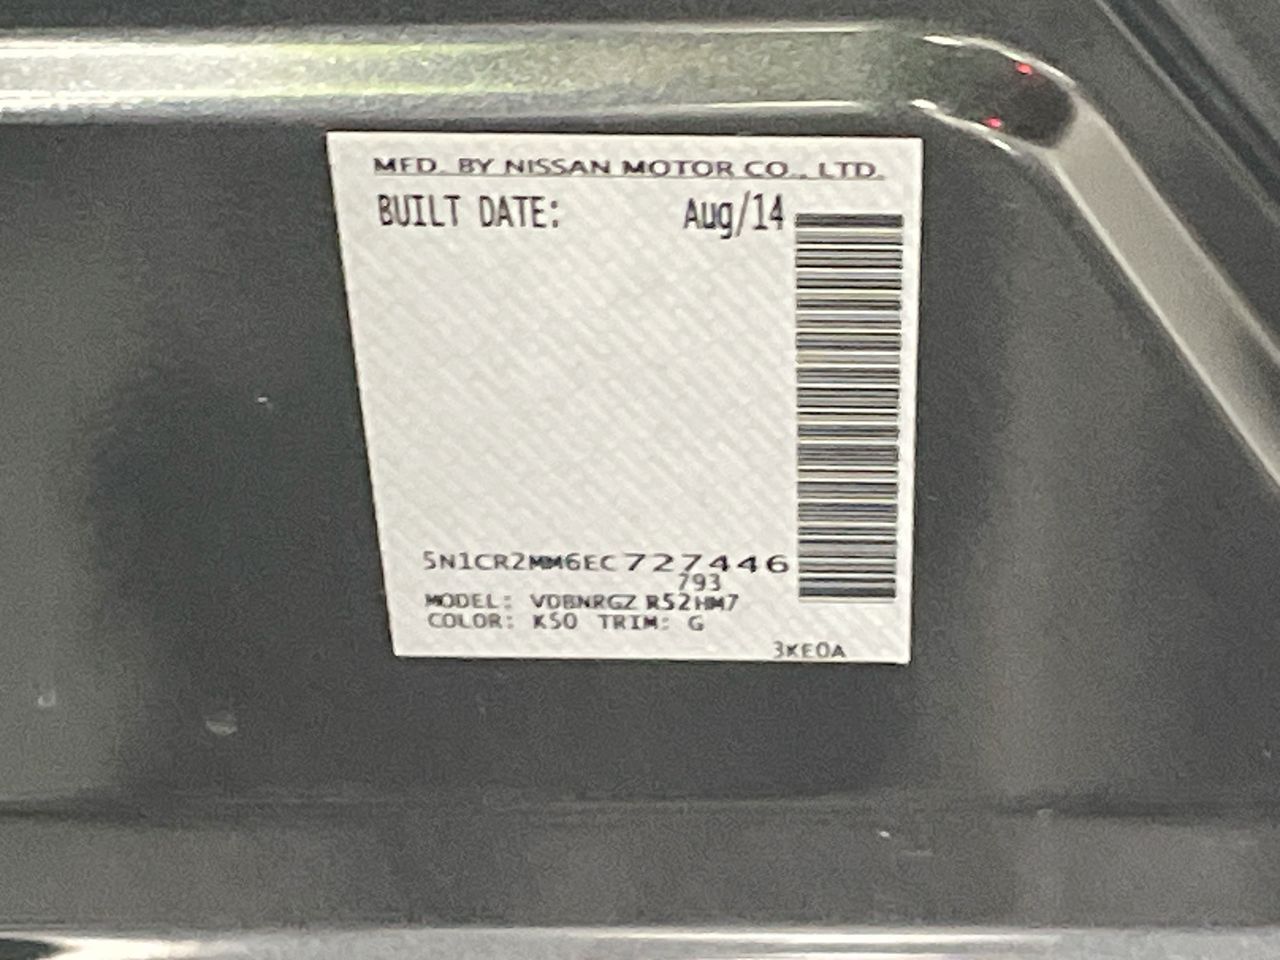 MFD. BY NISSAN MOTOR CO., LTD.
BUILT DATE: Aug/14
5N1CR2MM6EC727446
793
MODEL: VDBNRGZ R52HM7
COLOR: K50 TRIM: G
3KE0A